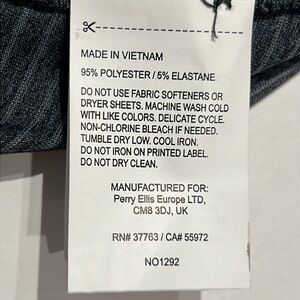 MADE IN VIETNAM
95% POLYESTER / 5% ELASTANE
DO NOT USE FABRIC SOFTENERS OR
DRYER SHEETS. MACHINE WASH COLD
WITH LIKE COLORS. DELICATE CYCLE.
NON-CHLORINE BLEACH IF NEEDED.
TUMBLE DRY LOW. COOL IRON.
DO NOT IRON ON PRINTED LABEL.
DO NOT DRY CLEAN.
MANUFACTURED FOR:
Perry Ellis Europe LTD,
CM8 3DJ, UK
RN# 37763 / CA# 55972
NO1292